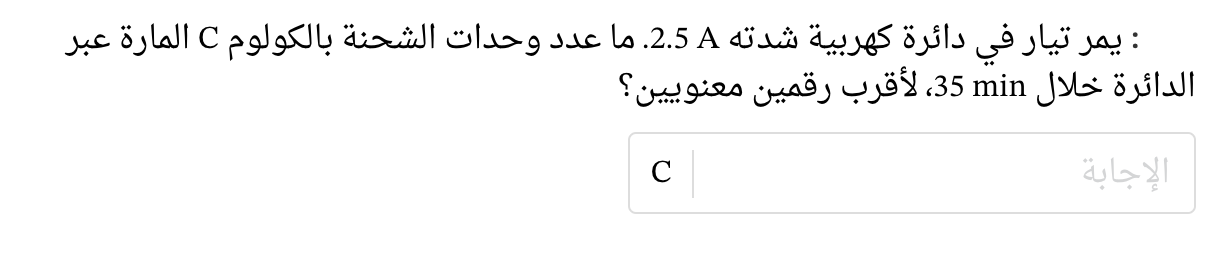 : يمر تيار في دائرة كهربية شدته 2.5 A. ما عدد وحدات الشحنة بالكولوم C المارة عبر
الدائرة خلال 35 min، لأقرب رقمين معنويين؟
الإجابة C